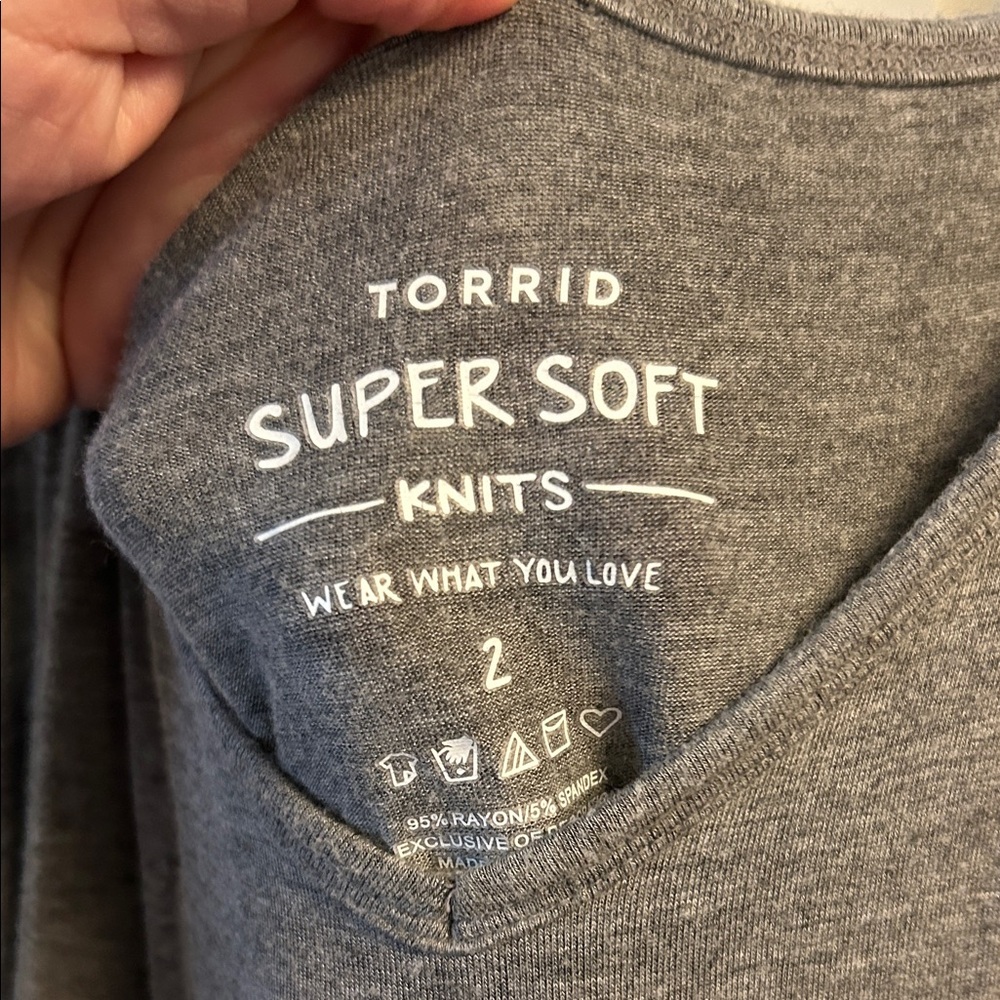 TORRID
SUPER SOFT
KNITS
WEAR WHAT YOU LOVE
2
95% RAYON/5% SPANDEX
EXCLUSIVE OF